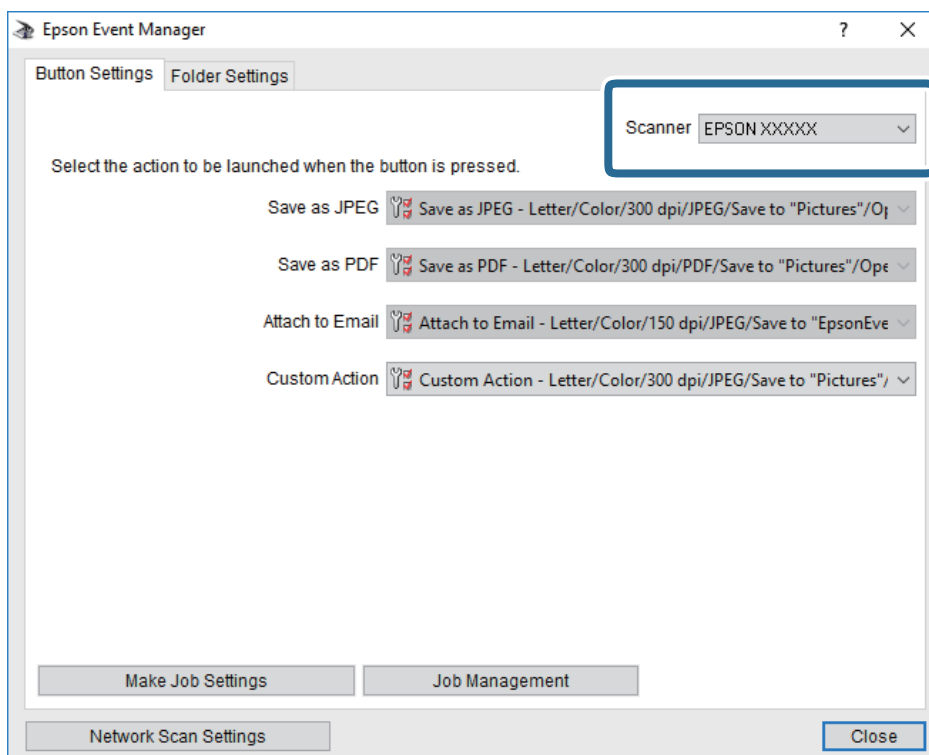 Epson Event Manager
Button Settings Folder Settings
Scanner EPSON XXXXX
Select the action to be launched when the button is pressed.
Save as JPEG Save as JPEG - Letter/Color/300 dpi/JPEG/Save to "Pictures"/Op
Save as PDF Save as PDF - Letter/Color/300 dpi/PDF/Save to "Pictures"/Ope
Attach to Email Attach to Email - Letter/Color/150 dpi/JPEG/Save to "EpsonEve
Custom Action Custom Action - Letter/Color/300 dpi/JPEG/Save to "Pictures"/
Make Job Settings Job Management
Network Scan Settings Close